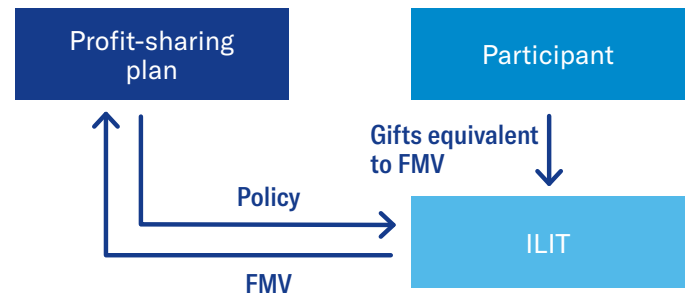 Profit-sharing
plan
Participant
Gifts equivalent
to FMV
Policy
ILIT
FMV